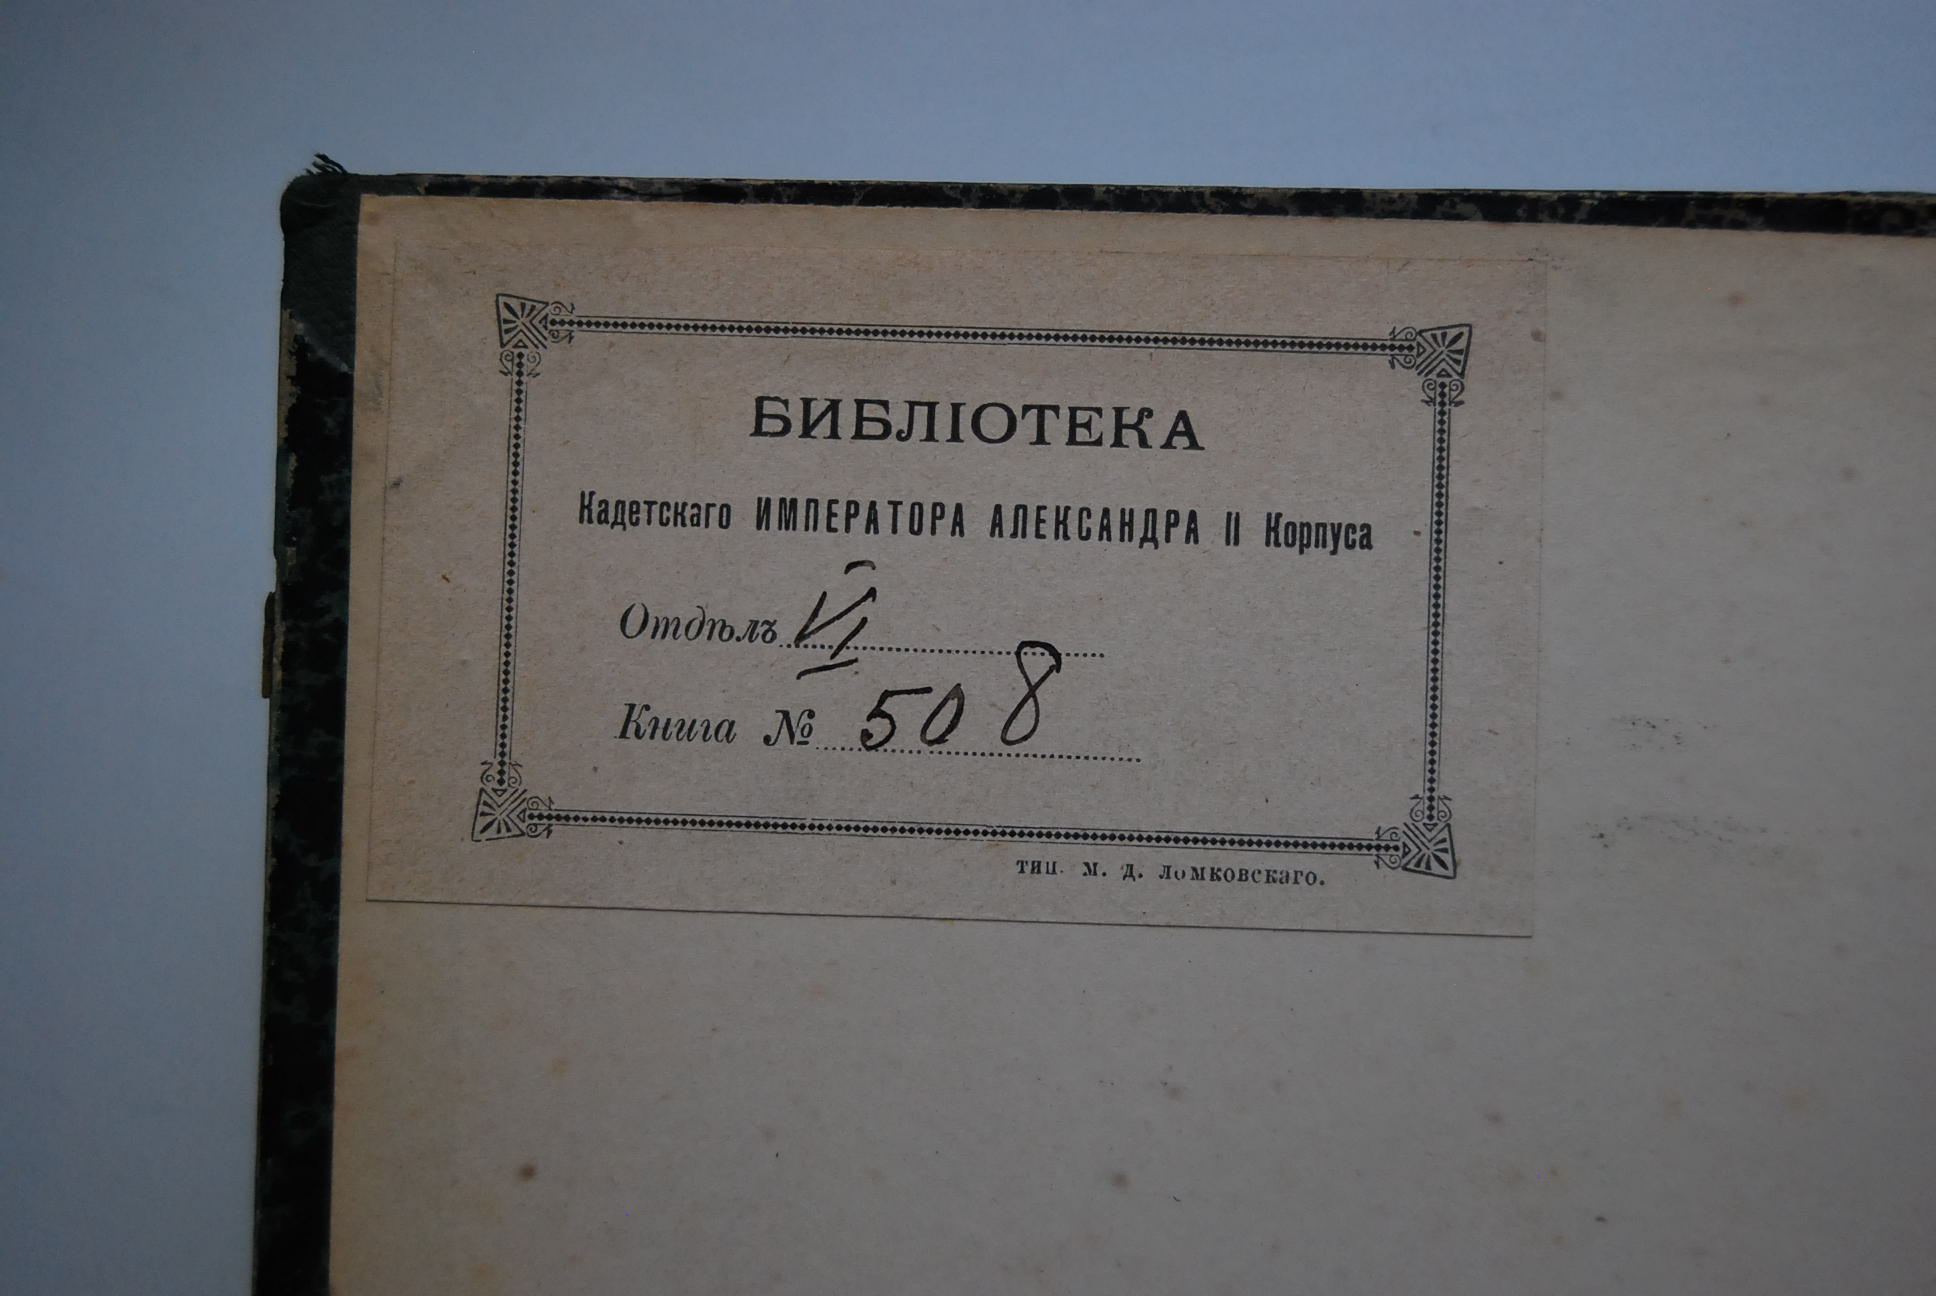 БИБЛІОТЕКА
Кадетскаго ИМПЕРАТОРА АЛЕКСАНДРА II Корпуса
Отдѣлъ VI
Книга № 508
тип. м. д. ломковскаго.